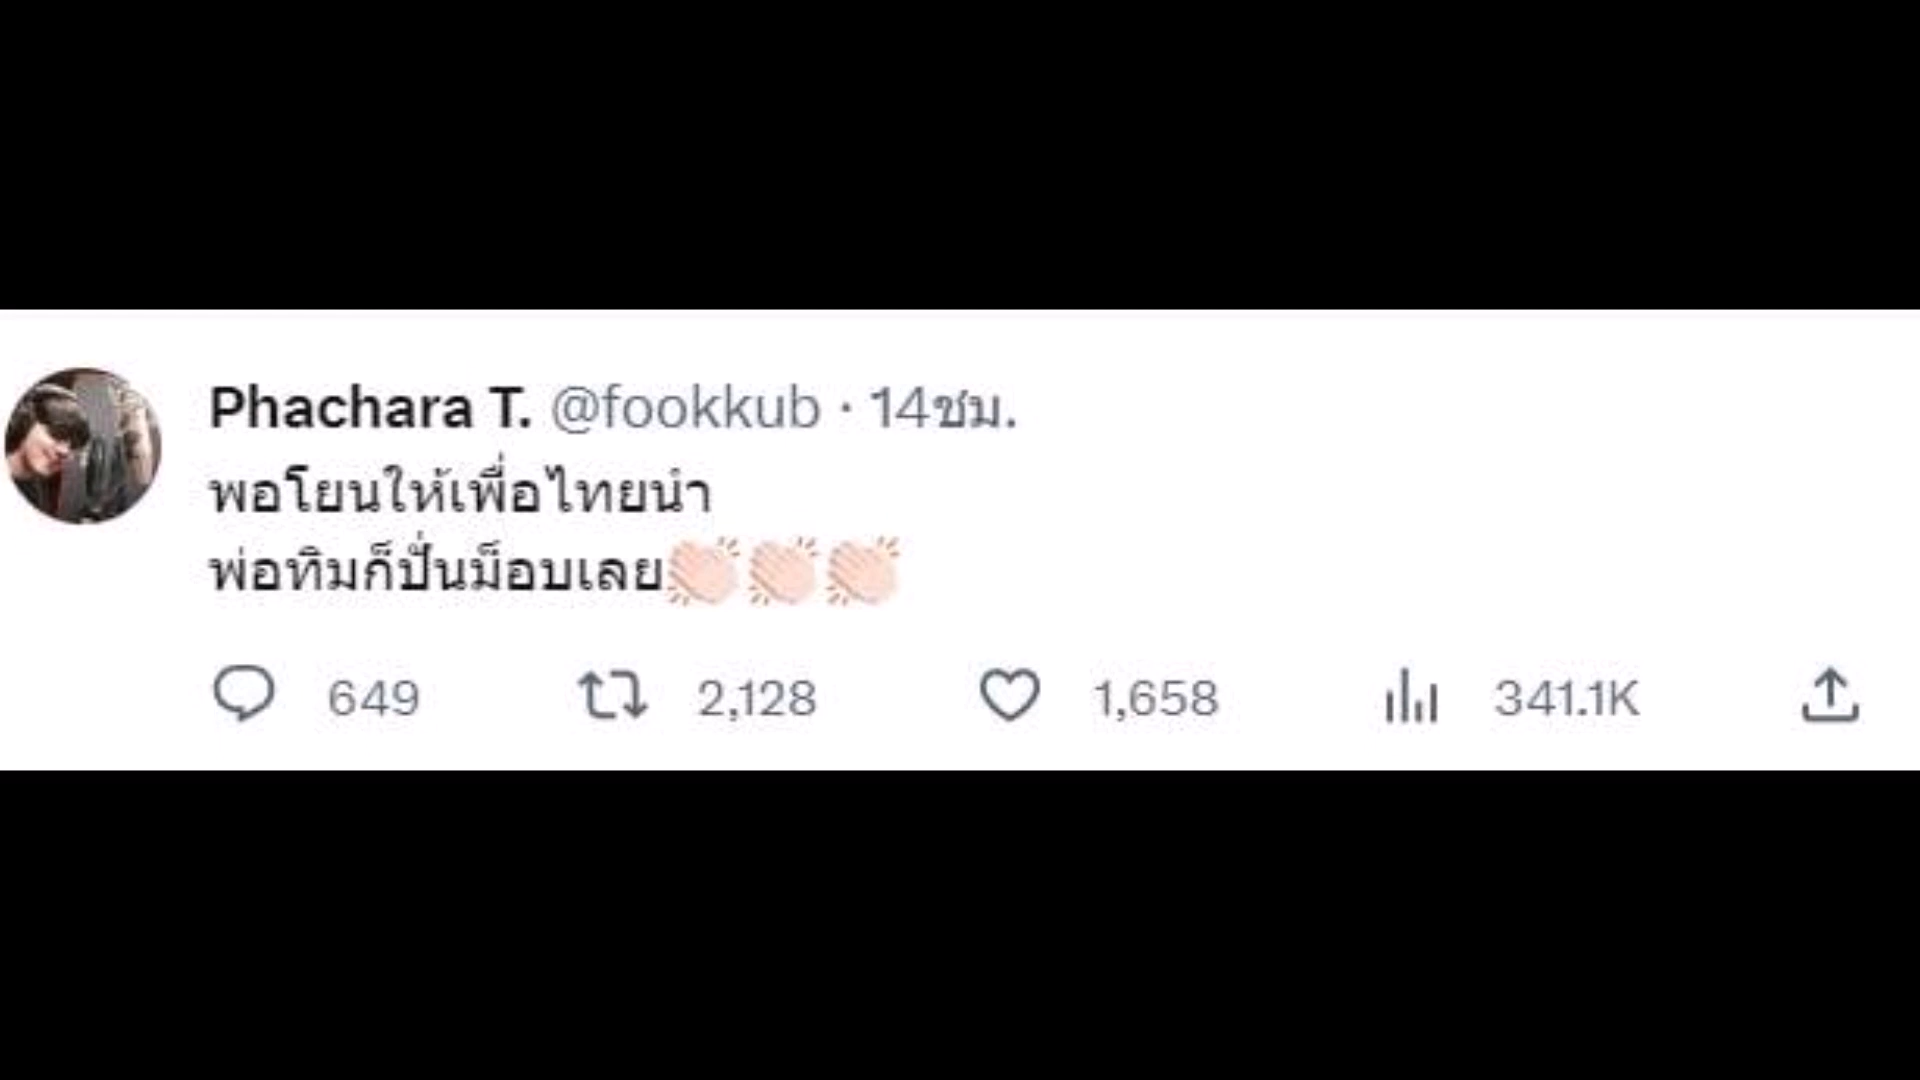 Phachara T. @fookkub · 14ชม.
พอโยนให้เพื่อไทยนำ
พ่อทิมก็ปั่นม็อบเลย👏🏻👏🏻👏🏻
649 2,128 1,658 341.1K